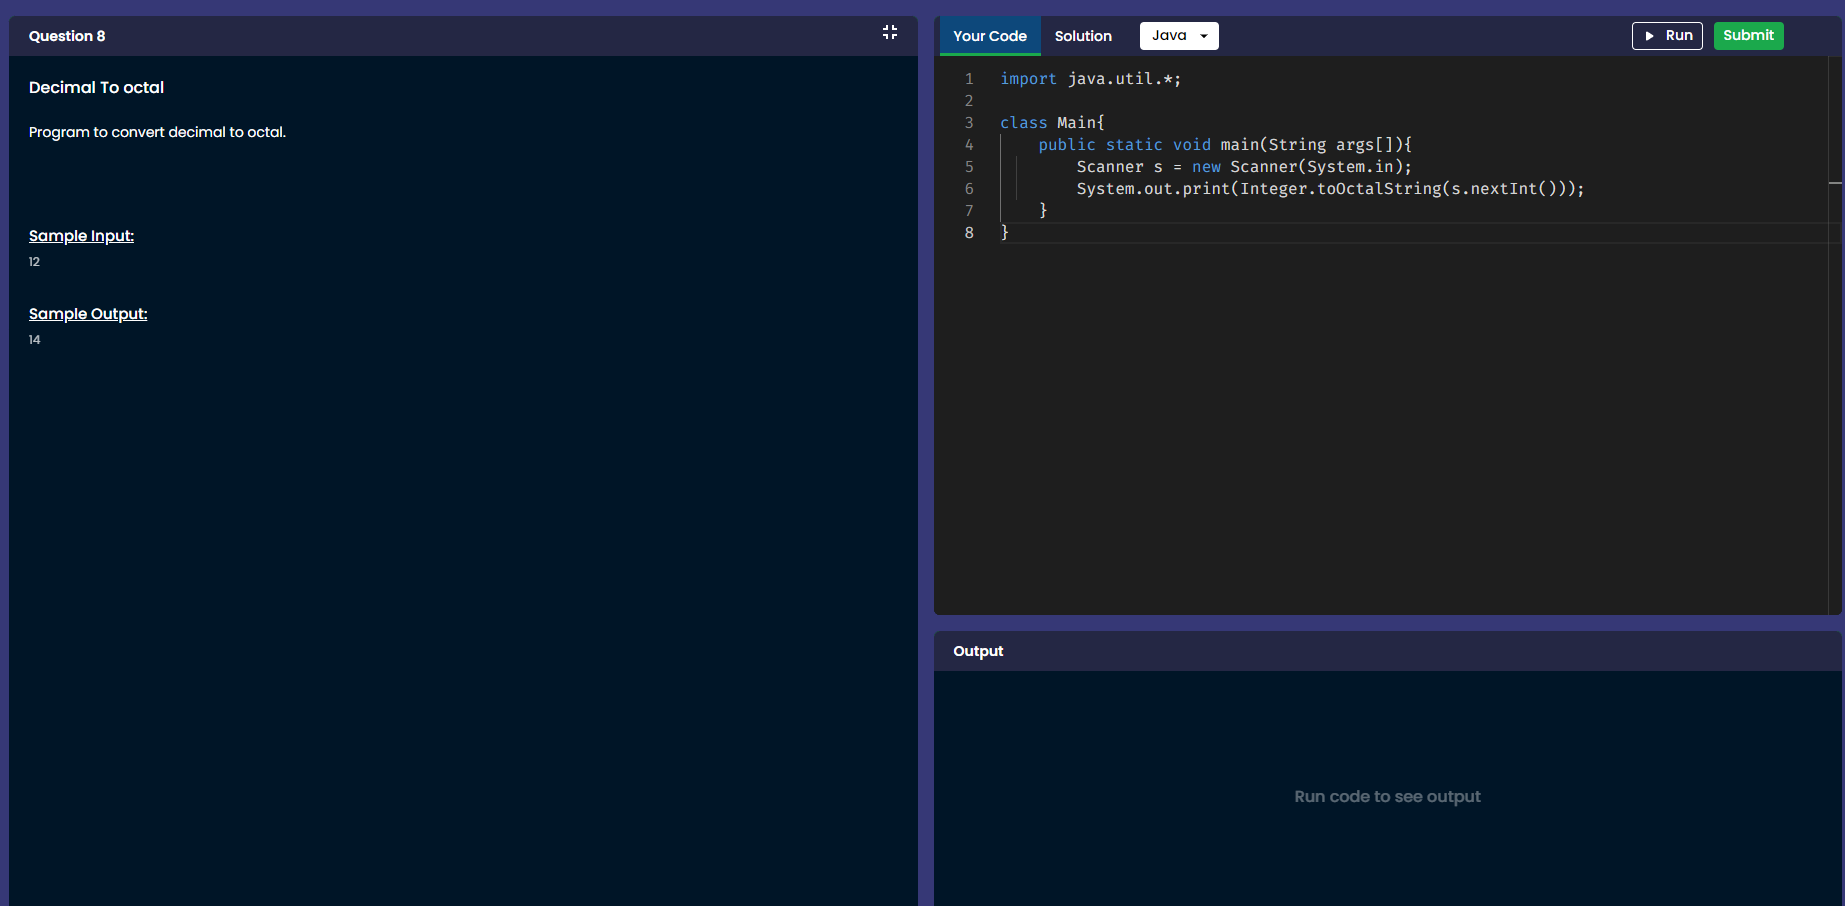 Question 8
Decimal To octal
Program to convert decimal to octal.
Sample Input:
12
Sample Output:
14
Your Code Solution Java Run Submit
1 import java.util.*;
2
3 class Main{
4 public static void main(String args[]){
5 Scanner s = new Scanner(System.in);
6 System.out.print(Integer.toOctalString(s.nextInt()));
7 }
8 }
Output
Run code to see output